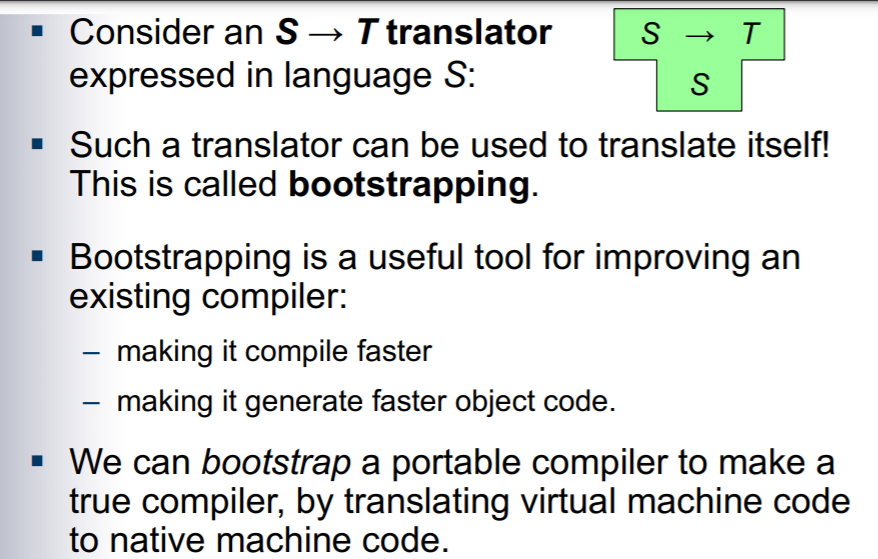 ▪ Consider an S → T translator
expressed in language S:
S → T
S
▪ Such a translator can be used to translate itself!
This is called bootstrapping.
▪ Bootstrapping is a useful tool for improving an
existing compiler:
– making it compile faster
– making it generate faster object code.
▪ We can bootstrap a portable compiler to make a
true compiler, by translating virtual machine code
to native machine code.